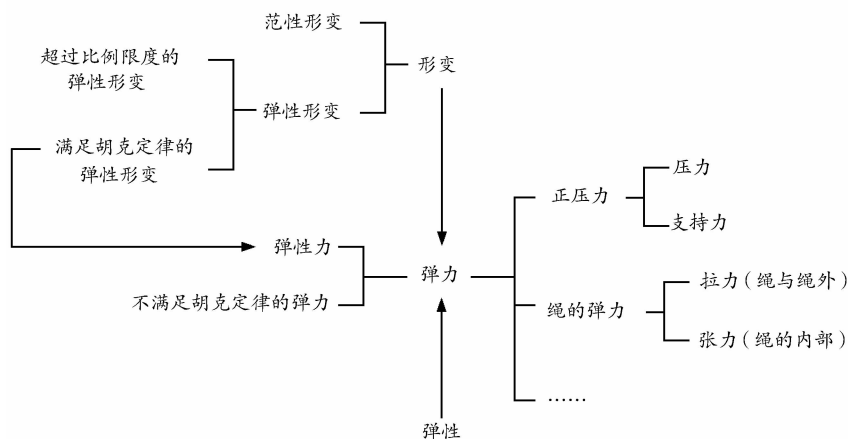 范性形变
超过比例限度的
弹性形变
形变
弹性形变
满足胡克定律的
弹性形变
压力
正压力
支持力
弹性力
弹力
拉力(绳与绳外)
不满足胡克定律的弹力
绳的弹力
张力(绳的内部)
……
弹性